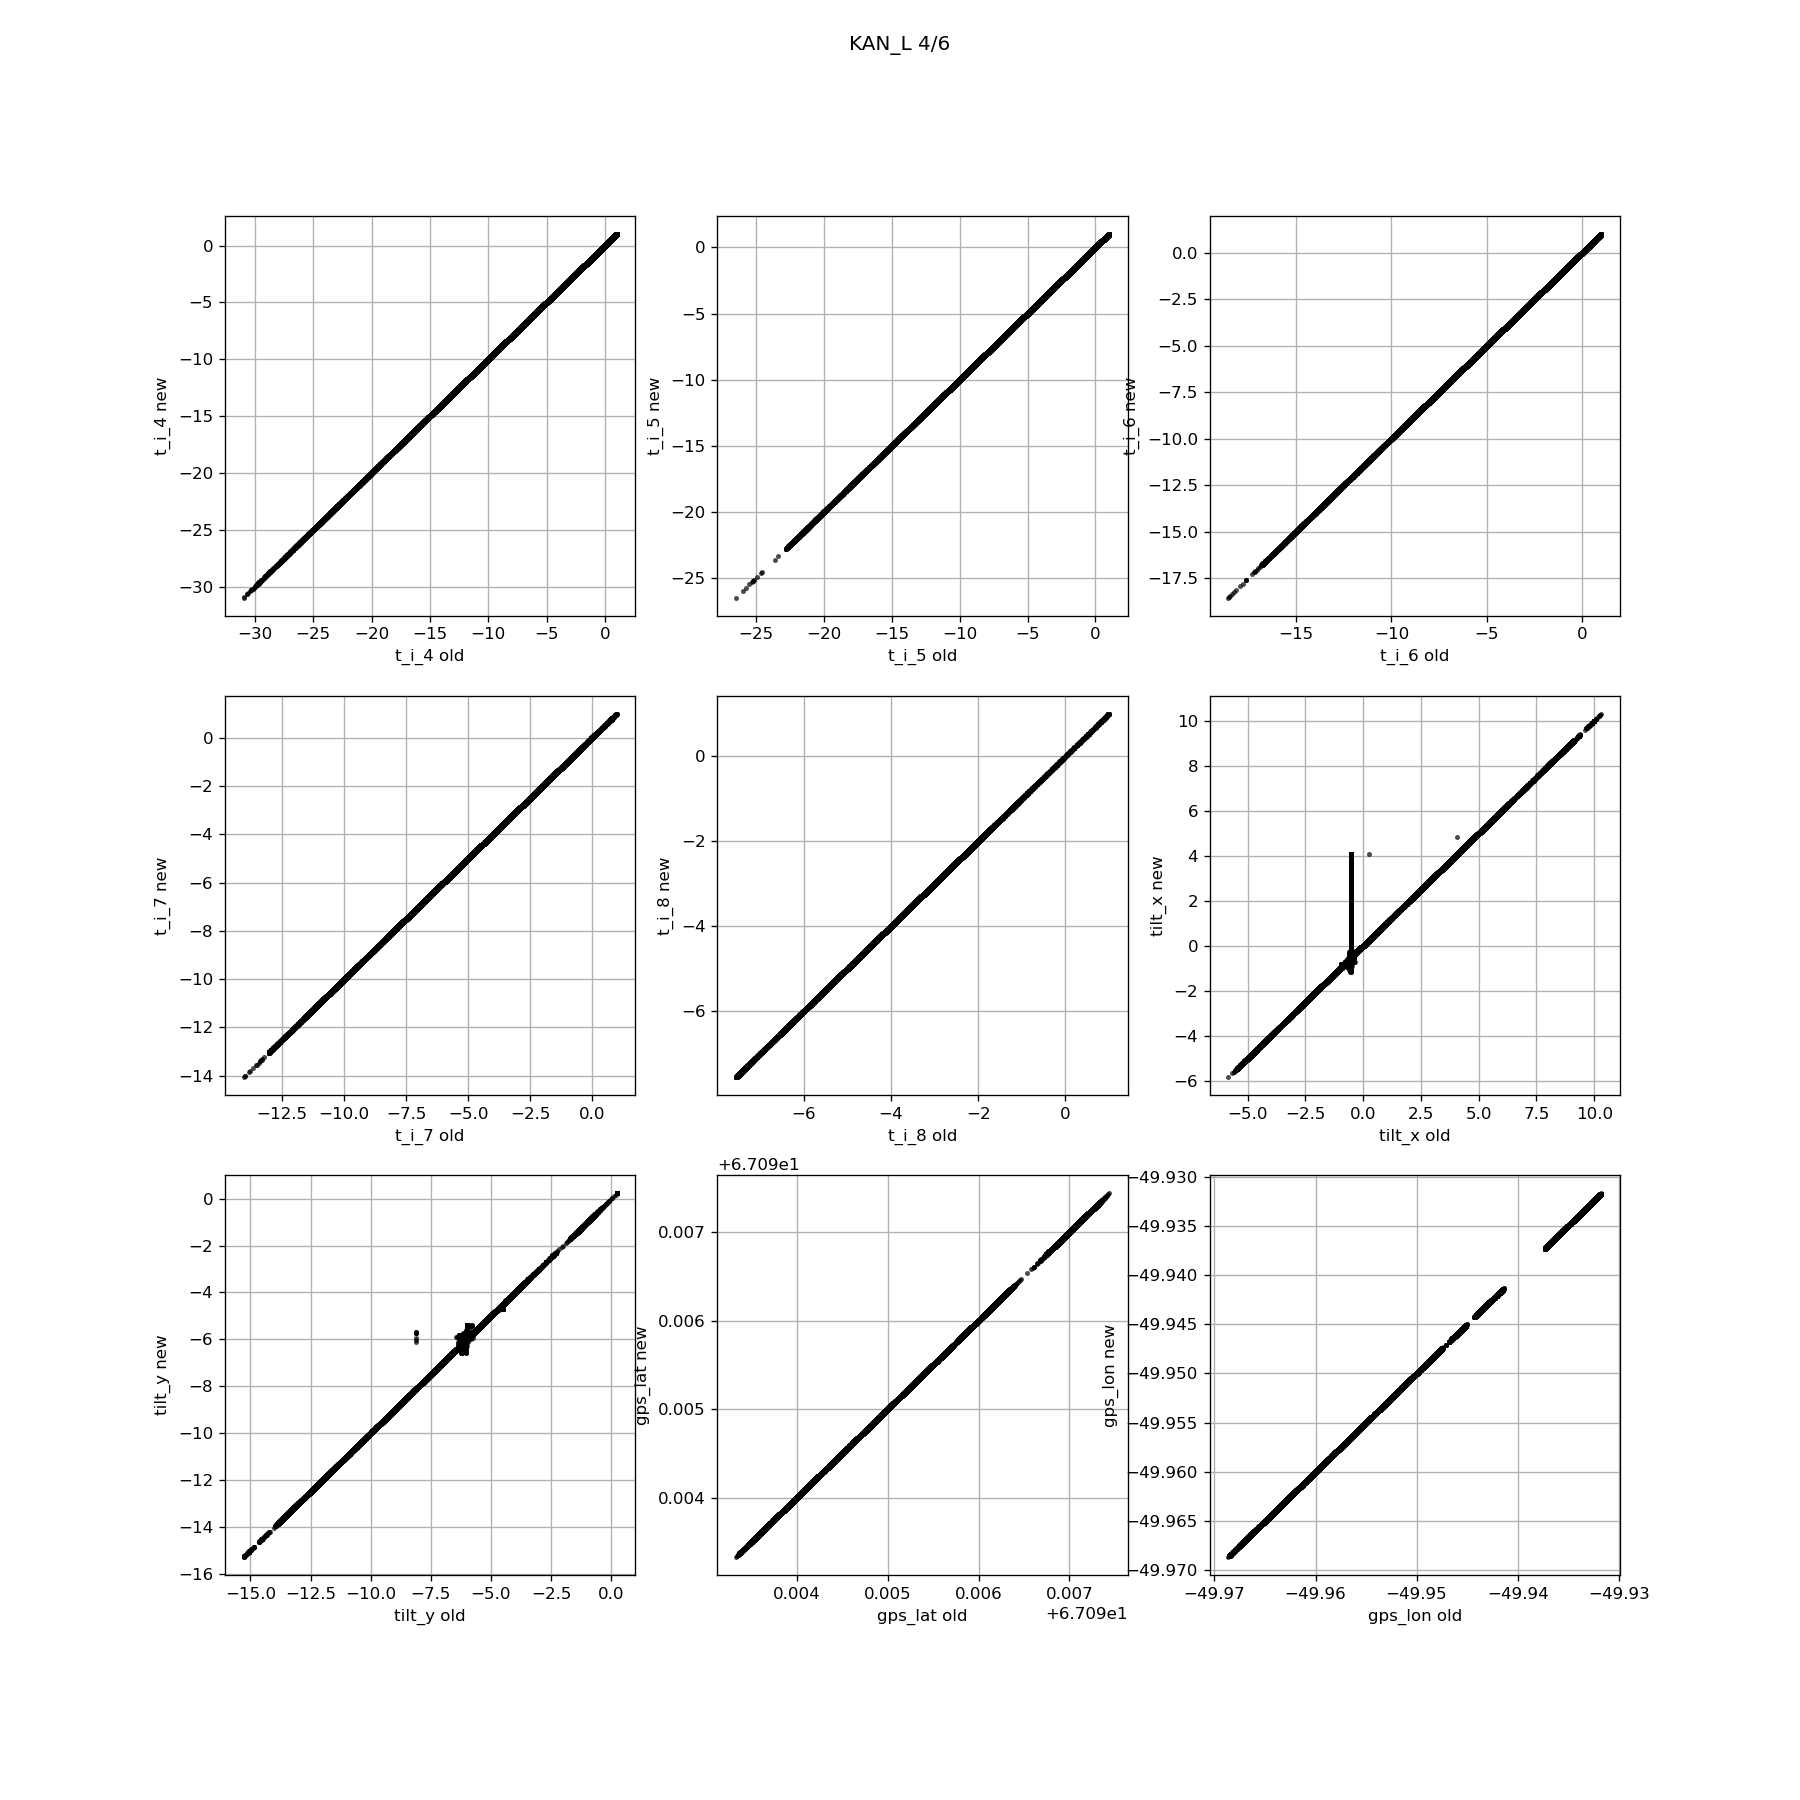 KAN_L 4/6
t_i_4 new
0
−5
−10
−15
−20
−25
−30
−30 −25 −20 −15 −10 −5 0
t_i_4 old
t_i_5 new
0
−5
−10
−15
−20
−25
−25 −20 −15 −10 −5 0
t_i_5 old
t_i_6 new
0.0
−2.5
−5.0
−7.5
−10.0
−12.5
−15.0
−17.5
−15 −10 −5 0
t_i_6 old
t_i_7 new
0
−2
−4
−6
−8
−10
−12
−14
−12.5 −10.0 −7.5 −5.0 −2.5 0.0
t_i_7 old
t_i_8 new
0
−2
−4
−6
−6 −4 −2 0
t_i_8 old
tilt_x new
10
8
6
4
2
0
−2
−4
−6
−5.0 −2.5 0.0 2.5 5.0 7.5 10.0
tilt_x old
tilt_y new
0
−2
−4
−6
−8
−10
−12
−14
−16
−15.0 −12.5 −10.0 −7.5 −5.0 −2.5 0.0
tilt_y old
+6.709e1
gps_lat new
0.007
0.006
0.005
0.004
0.004 0.005 0.006 0.007
+6.709e1
gps_lat old
gps_lon new
−49.930
−49.935
−49.940
−49.945
−49.950
−49.955
−49.960
−49.965
−49.970
−49.97 −49.96 −49.95 −49.94 −49.93
gps_lon old